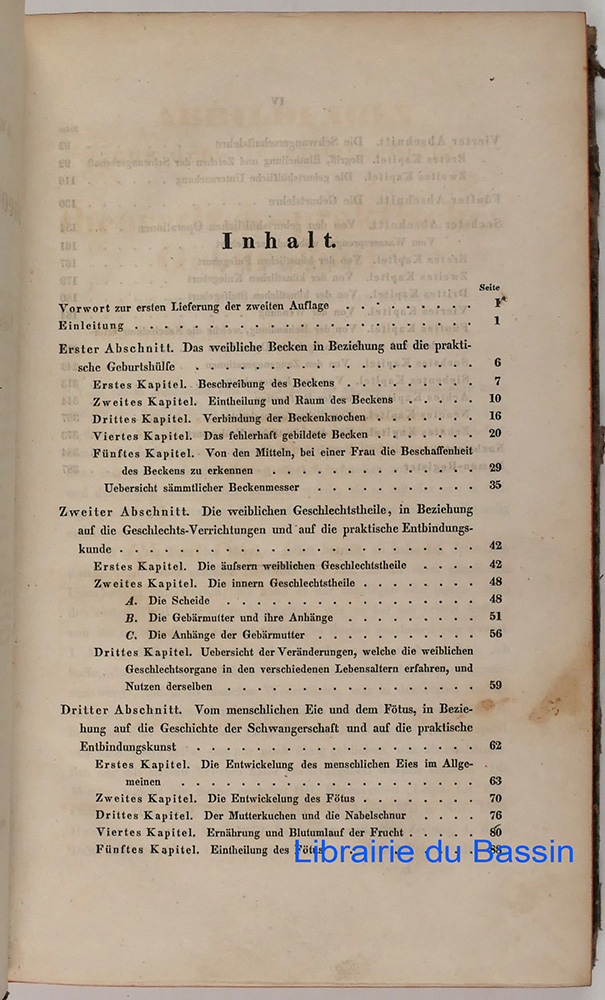 Inhalt.
Seite
Vorwort zur ersten Lieferung der zweiten Auflage . . . . . . . . I*
Einleitung . . . . . . . . . . . . . . . . . . . 1
Erster Abschnitt. Das weibliche Becken in Beziehung auf die prakti-
sche Geburtshülfe . . . . . . . . . . . . . . . . 6
Erstes Kapitel. Beschreibung des Beckens . . . . . . . . 7
Zweites Kapitel. Eintheilung und Raum des Beckens . . . . . 10
Drittes Kapitel. Verbindung der Beckenknochen . . . . . . 16
Viertes Kapitel. Das fehlerhaft gebildete Becken . . . . . . 20
Fünftes Kapitel. Von den Mitteln, bei einer Frau die Beschaffenheit
des Beckens zu erkennen . . . . . . . . . . . . 29
Uebersicht sämmtlicher Beckenmesser . . . . . . . . . . 35
Zweiter Abschnitt. Die weiblichen Geschlechtstheile, in Beziehung
auf die Geschlechts-Verrichtungen und auf die praktische Entbindungs-
kunde . . . . . . . . . . . . . . . . . . . . 42
Erstes Kapitel. Die äufsern weiblichen Geschlechtstheile . . . . 42
Zweites Kapitel. Die innern Geschlechtstheile . . . . . . . 48
A. Die Scheide . . . . . . . . . . . . . . . 48
B. Die Gebärmutter und ihre Anhänge . . . . . . . . 51
C. Die Anhänge der Gebärmutter . . . . . . . . . . 56
Drittes Kapitel. Uebersicht der Veränderungen, welche die weiblichen
Geschlechtsorgane in den verschiedenen Lebensaltern erfahren, und
Nutzen derselben . . . . . . . . . . . . . . . 59
Dritter Abschnitt. Vom menschlichen Eie und dem Fötus, in Bezie-
hung auf die Geschichte der Schwangerschaft und auf die praktische
Entbindungskunst . . . . . . . . . . . . . . . . 62
Erstes Kapitel. Die Entwickelung des menschlichen Eies im Allge-
meinen . . . . . . . . . . . . . . . . . 63
Zweites Kapitel. Die Entwickelung des Fötus . . . . . . . 70
Drittes Kapitel. Der Mutterkuchen und die Nabelschnur . . . . 76
Viertes Kapitel. Ernährung und Blutumlauf der Frucht . . . . . 80
Fünftes Kapitel. Eintheilung des Fötus . . . . . . . . 88
Librairie du Bassin